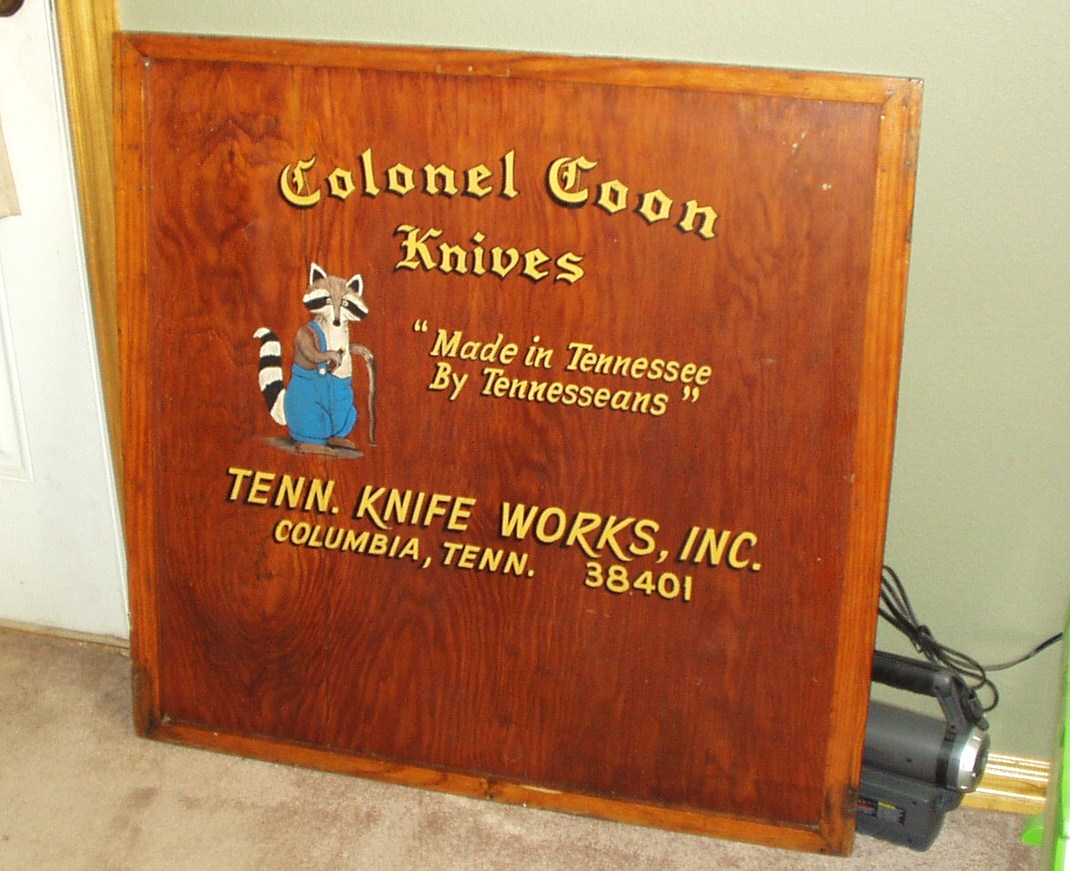 Colonel Coon
Knives
"Made in Tennessee
By Tennesseans"
TENN. KNIFE WORKS, INC.
COLUMBIA, TENN. 38401